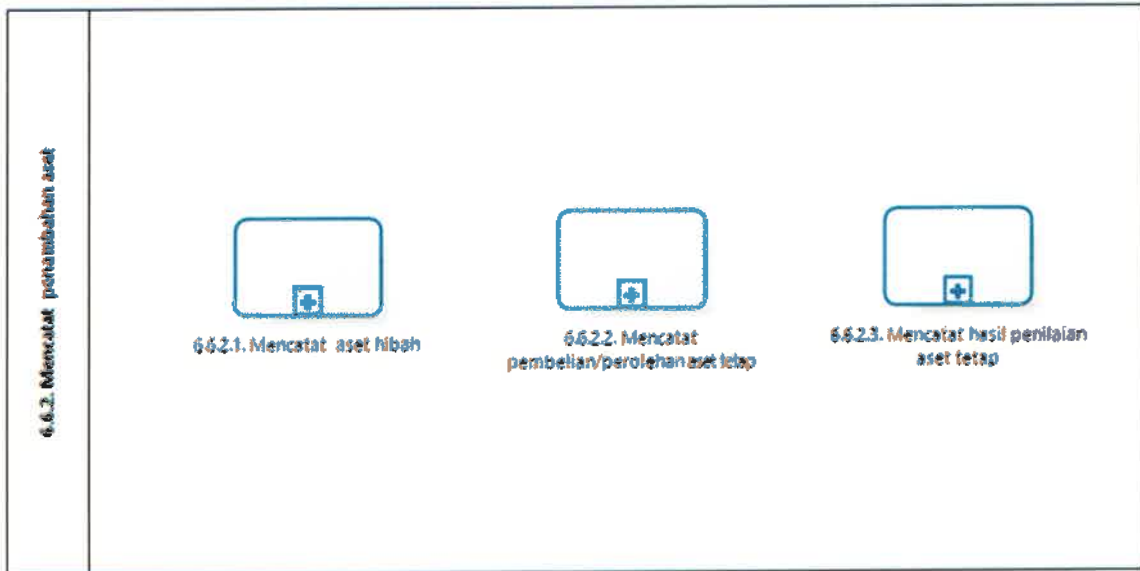 6.6.2. Mencatat penambahan aset
6.6.2.1. Mencatat aset hibah
6.6.2.2. Mencatat
pembelian/perolehan aset tetap
6.6.2.3. Mencatat hasil penilaian
aset tetap